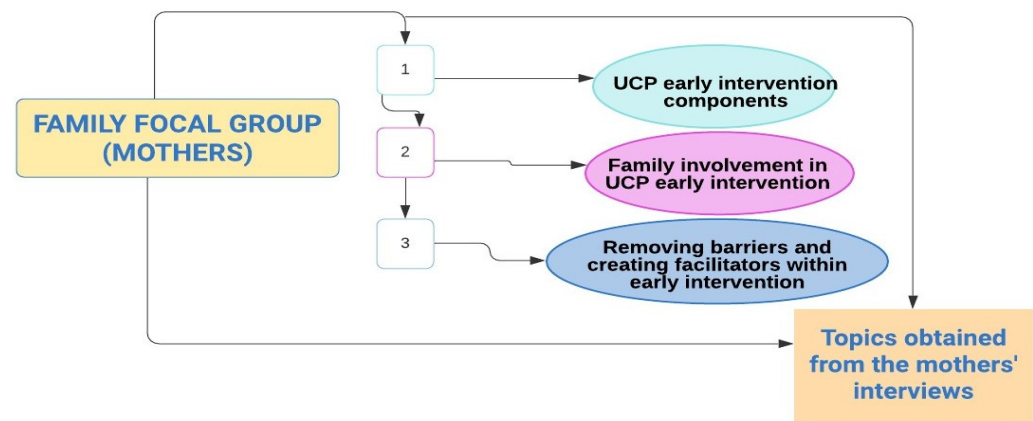 FAMILY FOCAL GROUP
(MOTHERS)
1
UCP early intervention
components
2
Family involvement in
UCP early intervention
3
Removing barriers and
creating facilitators within
early intervention
Topics obtained
from the mothers'
interviews